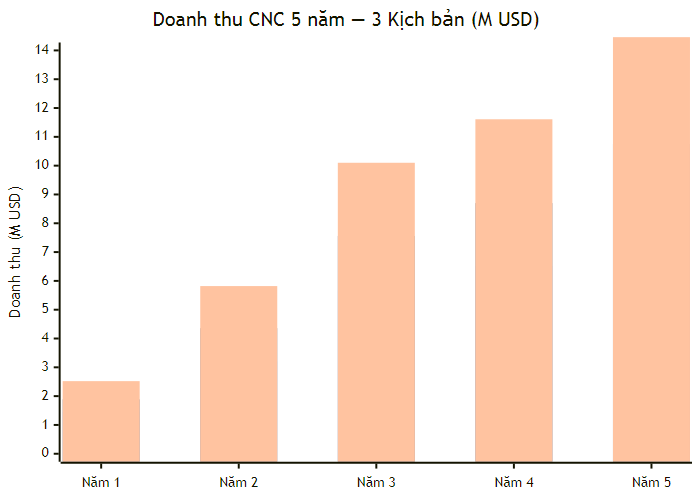 Doanh thu CNC 5 năm — 3 Kịch bản (M USD)
Doanh thu (M USD)
14
13
12
11
10
9
8
7
6
5
4
3
2
1
0
Năm 1
Năm 2
Năm 3
Năm 4
Năm 5